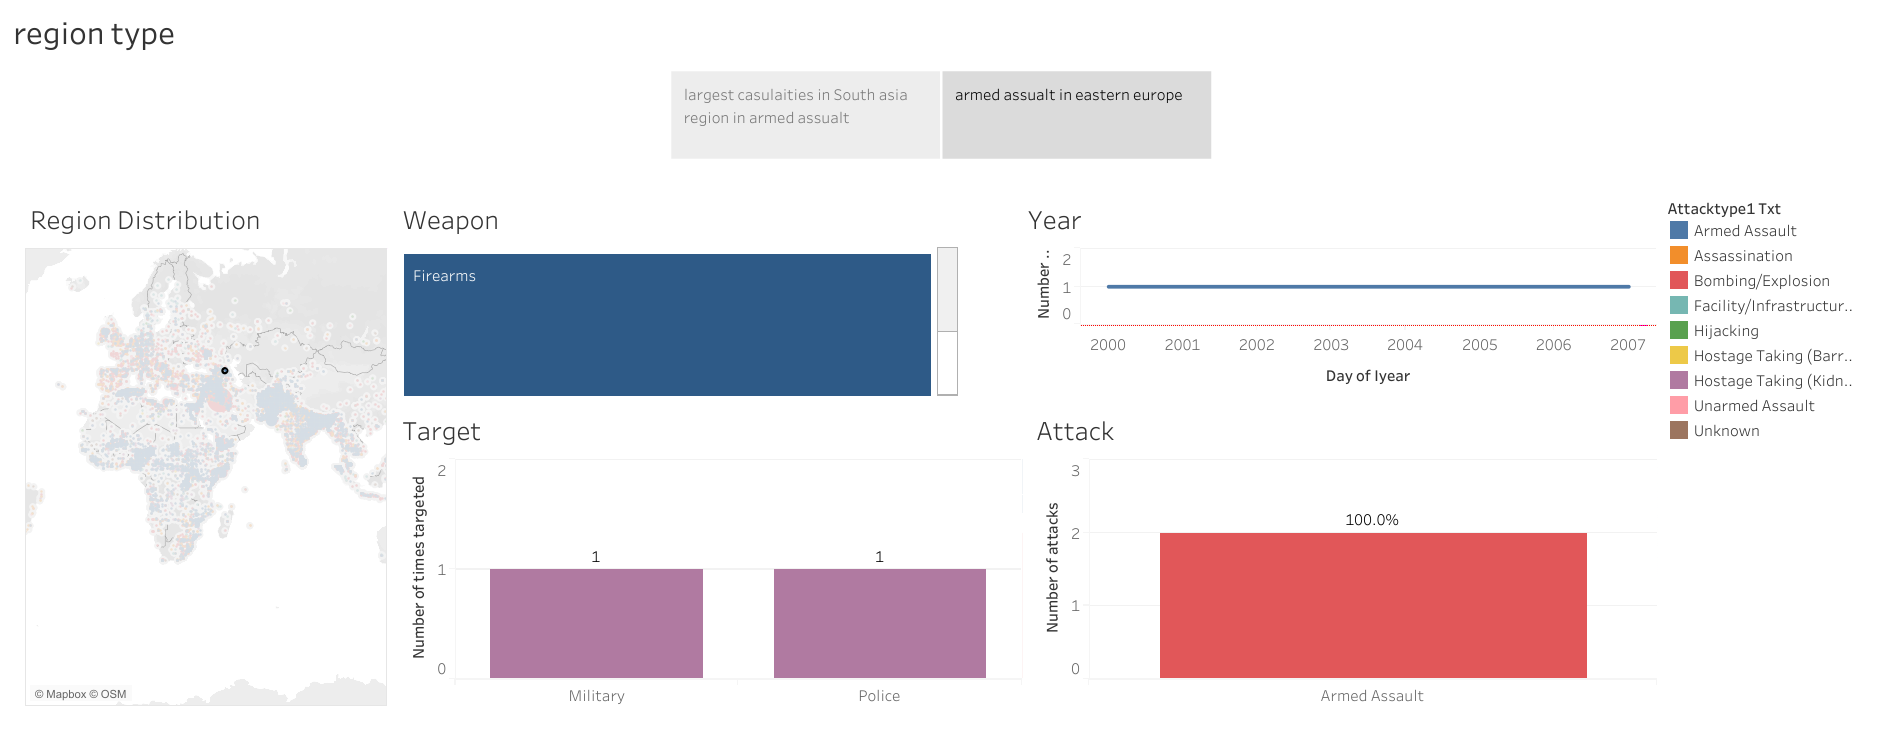 region type
largest casulaities in South asia
region in armed assualt
armed assualt in eastern europe
Region Distribution
© Mapbox © OSM
Weapon
Firearms
Year
Number ..
2
1
0
2000 2001 2002 2003 2004 2005 2006 2007
Day of Iyear
Attacktype1 Txt
Armed Assault
Assassination
Bombing/Explosion
Facility/Infrastructur..
Hijacking
Hostage Taking (Barr..
Hostage Taking (Kidn..
Unarmed Assault
Unknown
Target
Number of times targeted
2
1
0
1 1
Military Police
Attack
Number of attacks
3
2
1
0
100.0%
Armed Assault